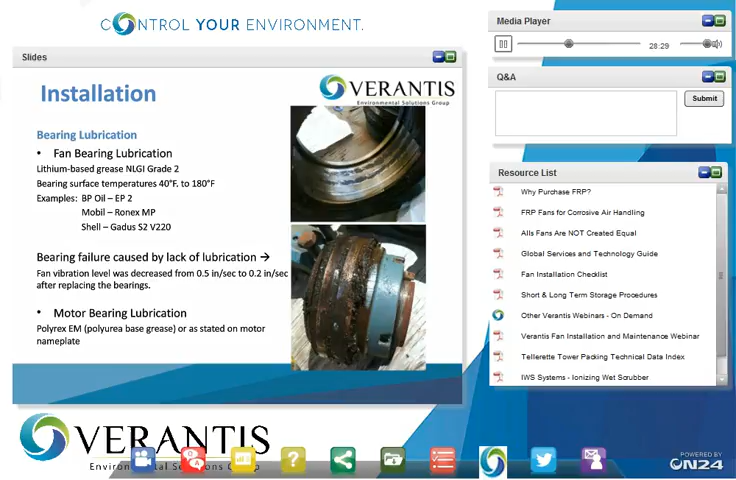 CONTROL YOUR ENVIRONMENT.
Slides
Installation
VERANTIS
Environmental Solutions Group
Bearing Lubrication
• Fan Bearing Lubrication
Lithium-based grease NLGI Grade 2
Bearing surface temperatures 40°F. to 180°F
Examples: BP Oil – EP 2
Mobil – Ronex MP
Shell – Gadus S2 V220
Bearing failure caused by lack of lubrication →
Fan vibration level was decreased from 0.5 in/sec to 0.2 in/sec
after replacing the bearings.
• Motor Bearing Lubrication
Polyrex EM (polyurea base grease) or as stated on motor
nameplate
Media Player
28:29
Q&A
Submit
Resource List
Why Purchase FRP?
FRP Fans for Corrosive Air Handling
Alls Fans are NOT Created Equal
Global Services and Technology Guide
Fan Installation Checklist
Short & Long Term Storage Procedures
Other Verantis Webinars - On Demand
Verantis Fan Installation and Maintenance Webinar
Tellerette Tower Packing Technical Data Index
IWS Systems - Ionizing Wet Scrubber
VERANTIS
Environmental Solutions Group
Q
A
?
POWERED BY
ON24